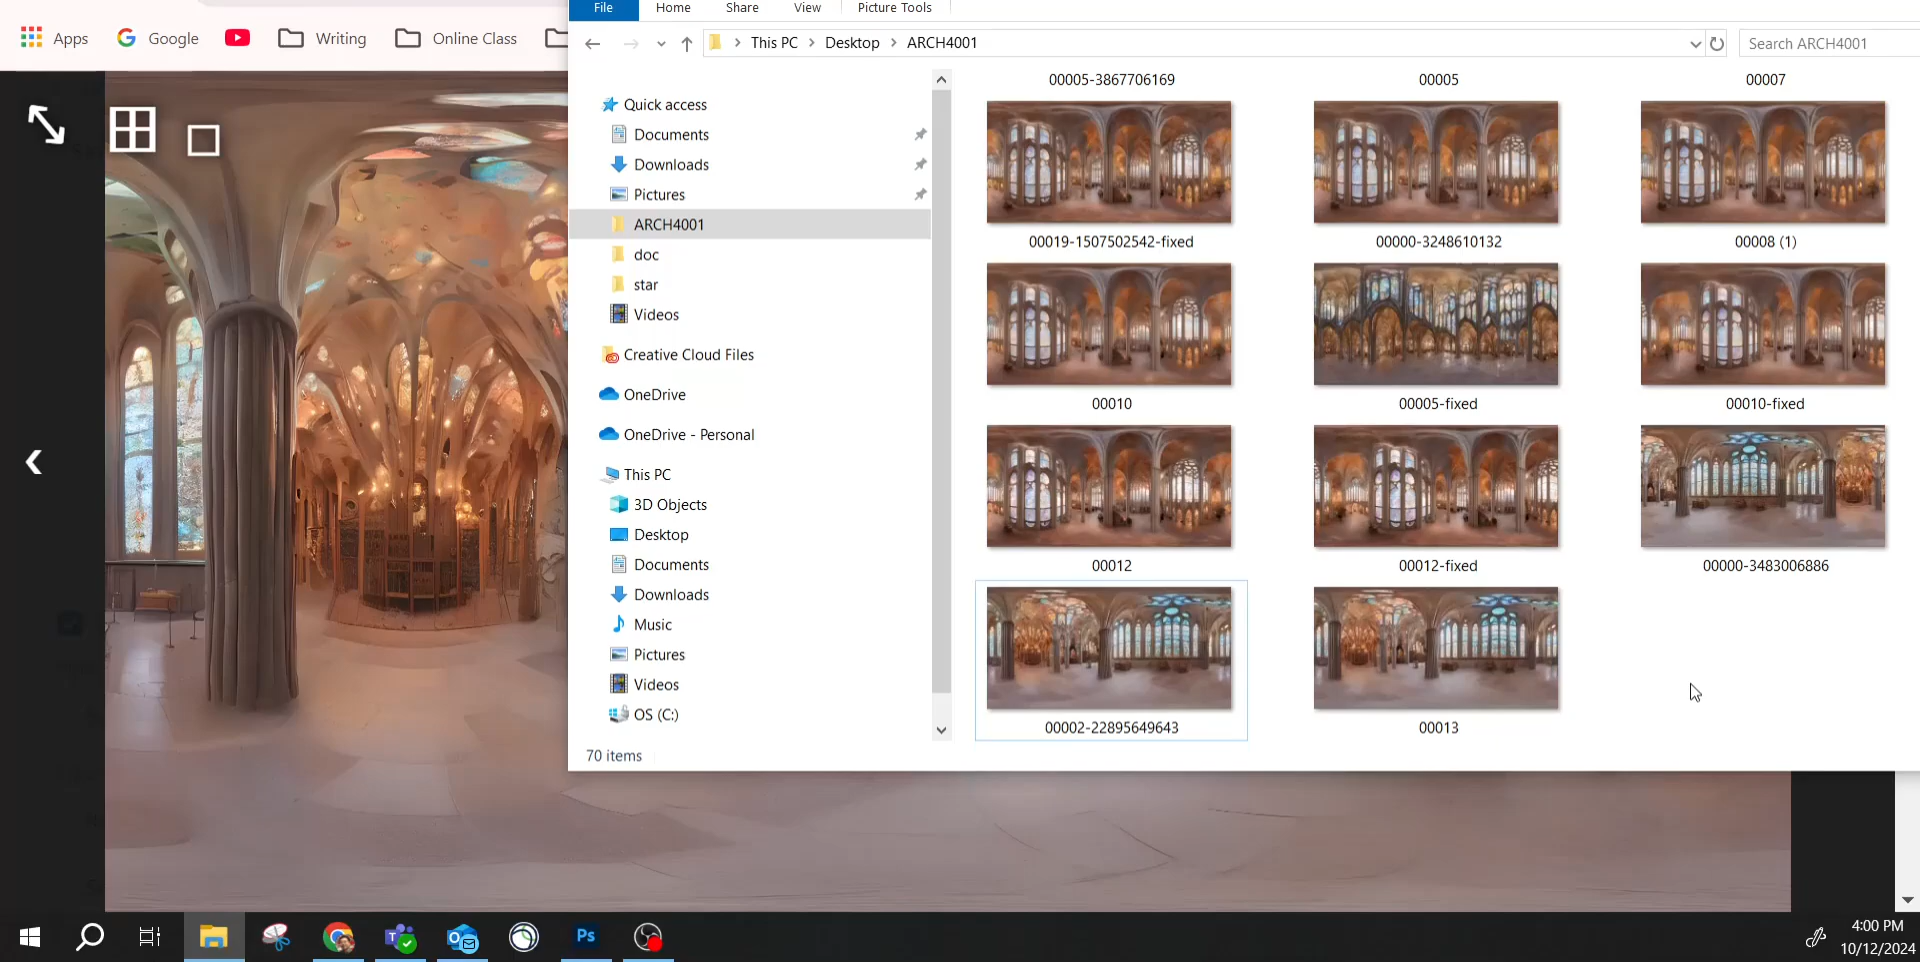 File Home Share View Picture Tools
Apps Google Writing Online Class
This PC Desktop ARCH4001
Search ARCH4001
Quick access
Documents
Downloads
Pictures
ARCH4001
doc
star
Videos
Creative Cloud Files
OneDrive
OneDrive - Personal
This PC
3D Objects
Desktop
Documents
Downloads
Music
Pictures
Videos
OS (C:)
00005-3867706169 00005 00007
00019-1507502542-fixed 00000-3248610132 00008 (1)
00010 00005-fixed 00010-fixed
00012 00012-fixed 00000-3483006886
00002-22895649643 00013
70 items
Ps
4:00 PM
10/12/2024